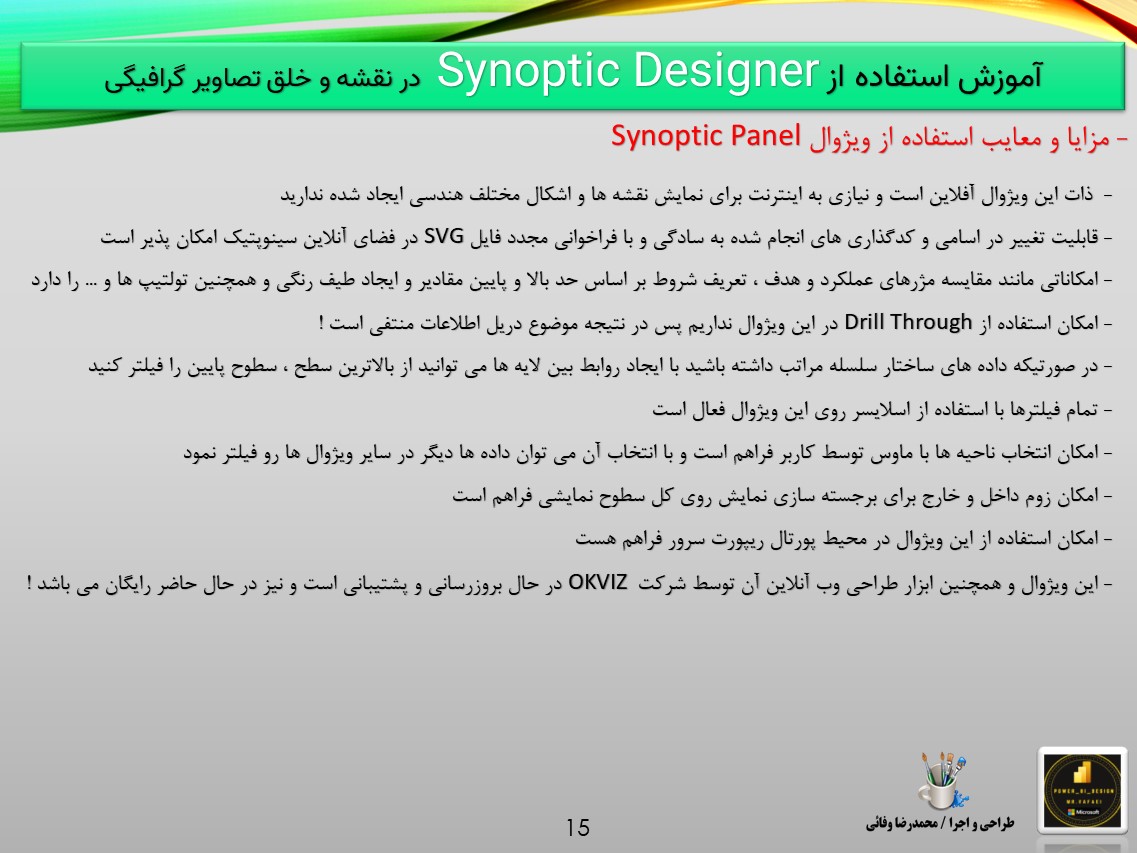 آموزش استفاده از Synoptic Designer در نقشه و خلق تصاویر گرافیگی
- مزایا و معایب استفاده از ویژوال Synoptic Panel
- ذات این ویژوال آفلاین است و نیازی به اینترنت برای نمایش نقشه ها و اشکال مختلف هندسی ایجاد شده ندارید
- قابلیت تغییر در اسامی و کدگذاری های انجام شده به سادگی و با فراخوانی مجدد فایل SVG در فضای آنلاین سینوپتیک امکان پذیر است
- امکاناتی مانند مقایسه مژرهای عملکرد و هدف ، تعریف شروط بر اساس حد بالا و پایین مقادیر و ایجاد طیف رنگی و همچنین تولتیپ ها و ... را دارد
- امکان استفاده از Drill Through در این ویژوال نداریم پس در نتیجه موضوع دریل اطلاعات منتفی است !
- در صورتیکه داده های ساختار سلسله مراتب داشته باشید با ایجاد روابط بین لایه ها می توانید از بالاترین سطح ، سطوح پایین را فیلتر کنید
- تمام فیلترها با استفاده از اسلایسر روی این ویژوال فعال است
- امکان انتخاب ناحیه ها با ماوس توسط کاربر فراهم است و با انتخاب آن می توان داده ها دیگر در سایر ویژوال ها رو فیلتر نمود
- امکان زوم داخل و خارج برای برجسته سازی نمایش روی کل سطوح نمایشی فراهم است
- امکان استفاده از این ویژوال در محیط پورتال ریپورت سرور فراهم هست
- این ویژوال و همچنین ابزار طراحی وب آنلاین آن توسط شرکت OKVIZ در حال بروزرسانی و پشتیبانی است و نیز در حال حاضر رایگان می باشد !
POWER_BI_DESIGN
MR.VAFAEI
Microsoft
طراحی و اجرا / محمدرضا وفائی
15